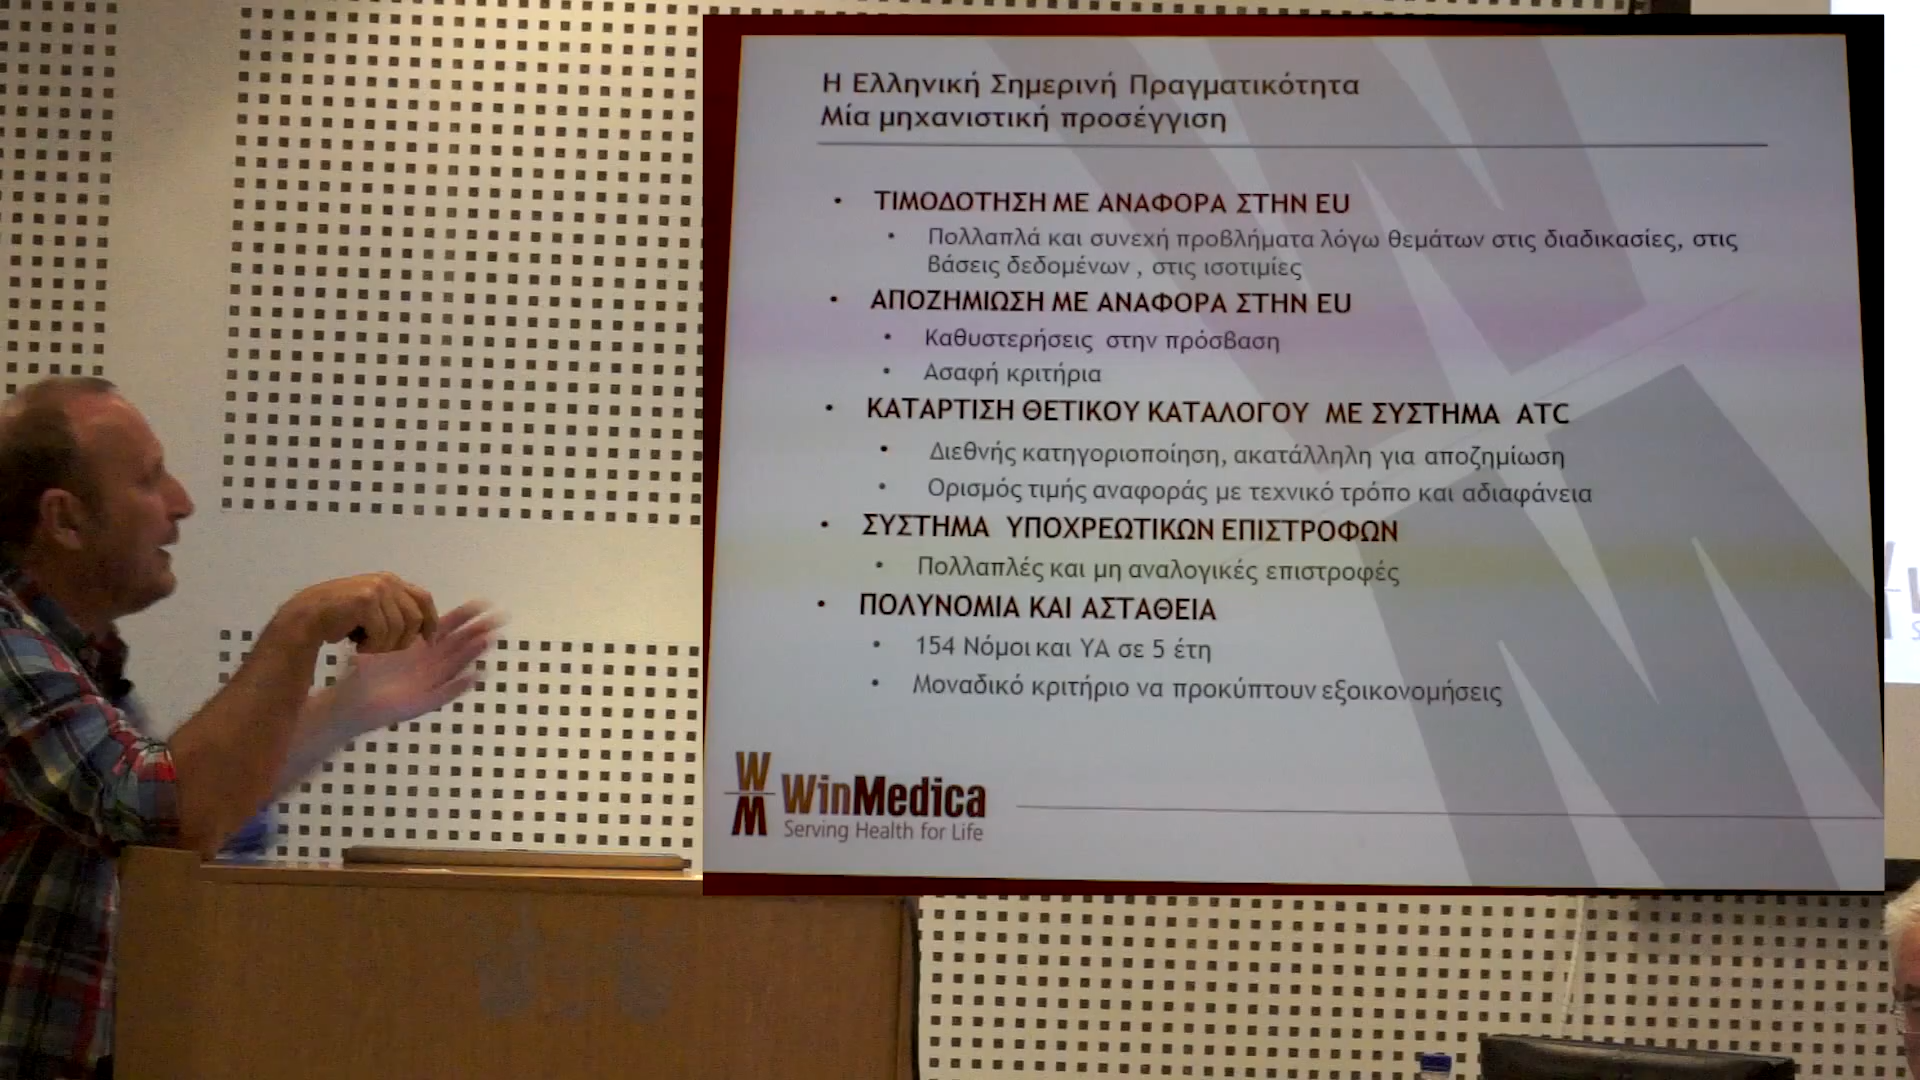 Η Ελληνική Σημερινή Πραγματικότητα
Μία μηχανιστική προσέγγιση
• ΤΙΜΟΔΟΤΗΣΗ ΜΕ ΑΝΑΦΟΡΑ ΣΤΗΝ EU
• Πολλαπλά και συνεχή προβλήματα λόγω θεμάτων στις διαδικασίες, στις
βάσεις δεδομένων , στις ισοτιμίες
• ΑΠΟΖΗΜΙΩΣΗ ΜΕ ΑΝΑΦΟΡΑ ΣΤΗΝ EU
• Καθυστερήσεις στην πρόσβαση
• Ασαφή κριτήρια
• ΚΑΤΑΡΤΙΣΗ ΘΕΤΙΚΟΥ ΚΑΤΑΛΟΓΟΥ ΜΕ ΣΥΣΤΗΜΑ ATC
• Διεθνής κατηγοριοποίηση, ακατάλληλη για αποζημίωση
• Ορισμός τιμής αναφοράς με τεχνικό τρόπο και αδιαφάνεια
• ΣΥΣΤΗΜΑ ΥΠΟΧΡΕΩΤΙΚΩΝ ΕΠΙΣΤΡΟΦΩΝ
• Πολλαπλές και μη αναλογικές επιστροφές
• ΠΟΛΥΝΟΜΙΑ ΚΑΙ ΑΣΤΑΘΕΙΑ
• 154 Νόμοι και ΥΑ σε 5 έτη
• Μοναδικό κριτήριο να προκύπτουν εξοικονομήσεις
WM WinMedica
Serving Health for Life